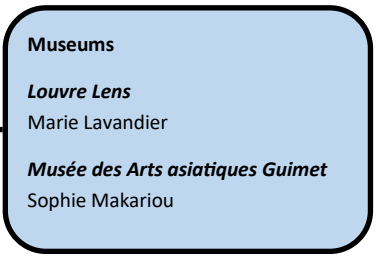 Museums
Louvre Lens
Marie Lavandier
Musée des Arts asiatiques Guimet
Sophie Makariou